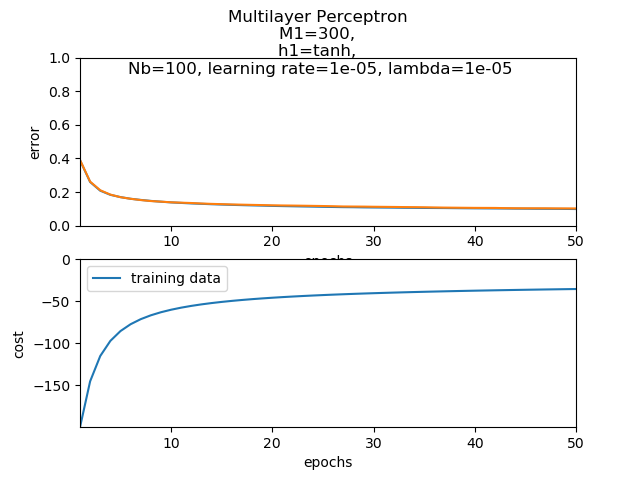 Multilayer Perceptron
M1=300,
h1=tanh,
Nb=100, learning rate=1e-05, lambda=1e-05
1.0
0.8
0.6
0.4
0.2
0.0
error
10 20 30 40 50
epochs
0
−50
−100
−150
cost
training data
10 20 30 40 50
epochs